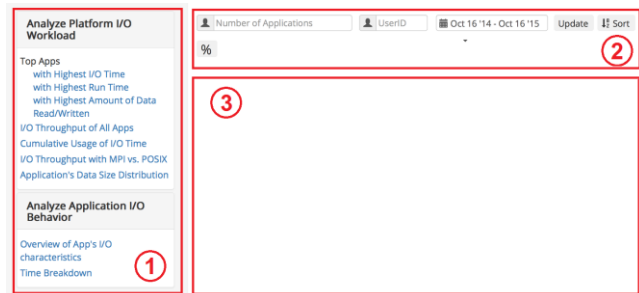 Analyze Platform I/O
Workload
Top Apps
with Highest I/O Time
with Highest Run Time
with Highest Amount of Data
Read/Written
I/O Throughput of All Apps
Cumulative Usage of I/O Time
I/O Throughput with MPI vs. POSIX
Application's Data Size Distribution
Analyze Application I/O
Behavior
Overview of App's I/O
characteristics
Time Breakdown
1
Number of Applications UserID Oct 16 '14 - Oct 16 '15 Update Sort
%
2
3